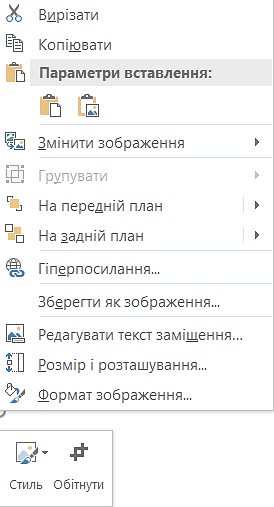 Вирізати
Копіювати
Параметри вставлення:
Змінити зображення
Групувати
На передній план
На задній план
Гіперпосилання...
Зберегти як зображення...
Редагувати текст заміщення...
Розмір і розташування...
Формат зображення...
Стиль Обітнути